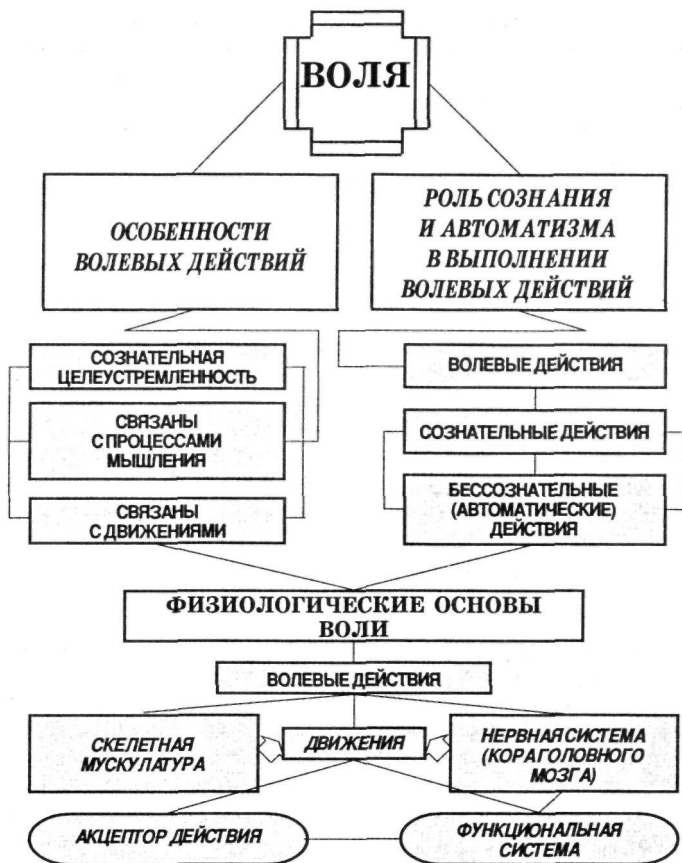 ВОЛЯ
ОСОБЕННОСТИ
ВОЛЕВЫХ ДЕЙСТВИЙ
РОЛЬ СОЗНАНИЯ
И АВТОМАТИЗМА
В ВЫПОЛНЕНИИ
ВОЛЕВЫХ ДЕЙСТВИЙ
СОЗНАТЕЛЬНАЯ
ЦЕЛЕУСТРЕМЛЕННОСТЬ
СВЯЗАНЫ
С ПРОЦЕССАМИ
МЫШЛЕНИЯ
СВЯЗАНЫ
С ДВИЖЕНИЯМИ
ВОЛЕВЫЕ ДЕЙСТВИЯ
СОЗНАТЕЛЬНЫЕ ДЕЙСТВИЯ
БЕССОЗНАТЕЛЬНЫЕ
(АВТОМАТИЧЕСКИЕ)
ДЕЙСТВИЯ
ФИЗИОЛОГИЧЕСКИЕ ОСНОВЫ
ВОЛИ
ВОЛЕВЫЕ ДЕЙСТВИЯ
СКЕЛЕТНАЯ
МУСКУЛАТУРА
ДВИЖЕНИЯ
НЕРВНАЯ СИСТЕМА
(КОРА ГОЛОВНОГО
МОЗГА)
АКЦЕПТОР ДЕЙСТВИЯ
ФУНКЦИОНАЛЬНАЯ
СИСТЕМА